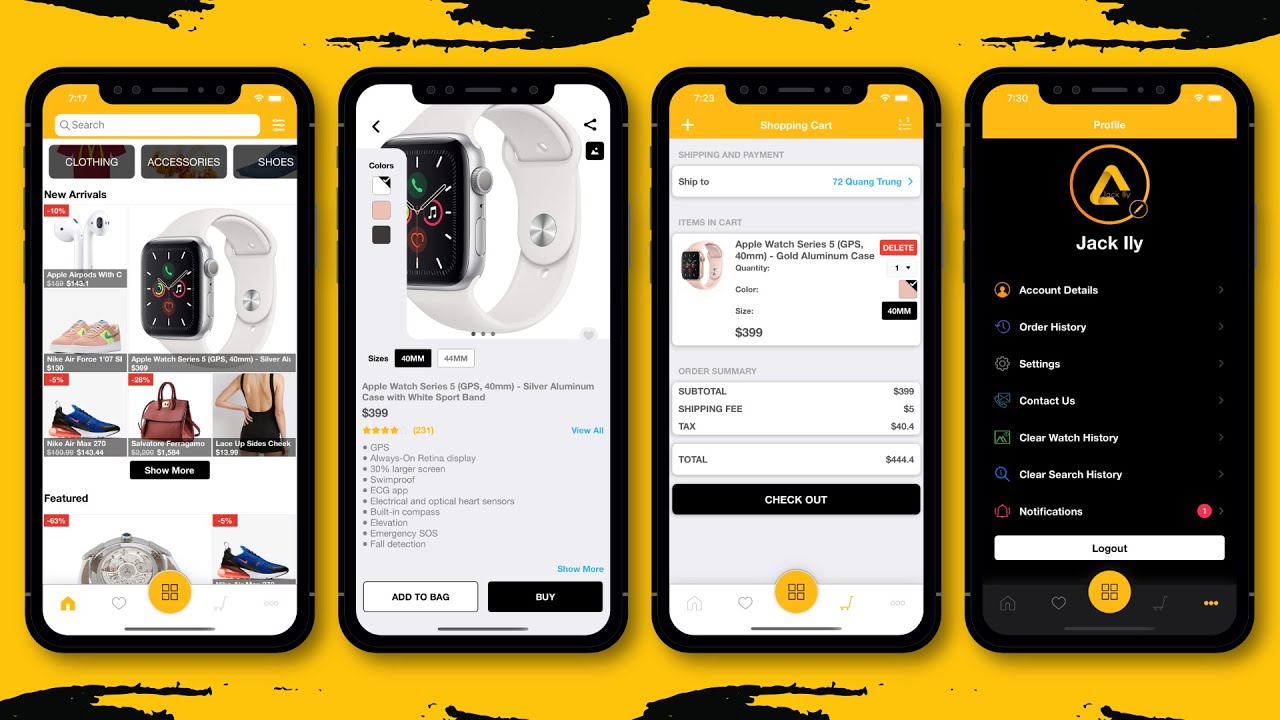 7:17
Search
CLOTHING
ACCESSORIES
SHOES
New Arrivals
-10%
Apple Airpods With C
$159 $143.1
Nike Air Force 1'07 SE
$130
Apple Watch Series 5 (GPS, 40mm) - Silver Alu
$399
-5%
Nike Air Max 270
$150.99 $143.44
-28%
Salvatore Ferragamo
$2,200 $1,584
Lace Up Sides Cheek
$13.99
Show More
Featured
-63%
-5%
Nike Air Max 270
Colors
Sizes
40MM
44MM
Apple Watch Series 5 (GPS, 40mm) - Silver Aluminum
Case with White Sport Band
$399
(231)
View All
• GPS
• Always-On Retina display
• 30% larger screen
• Swimproof
• ECG app
• Electrical and optical heart sensors
• Built-in compass
• Elevation
• Emergency SOS
• Fall detection
Show More
ADD TO BAG
BUY
7:23
Shopping Cart
1
SHIPPING AND PAYMENT
Ship to
72 Quang Trung
ITEMS IN CART
Apple Watch Series 5 (GPS,
40mm) - Gold Aluminum Case
DELETE
Quantity:
1
Color:
Size:
40MM
$399
ORDER SUMMARY
SUBTOTAL
$399
SHIPPING FEE
$5
TAX
$40.4
TOTAL
$444.4
CHECK OUT
7:30
Profile
Jack Ily
Jack Ily
Account Details
Order History
Settings
Contact Us
Clear Watch History
Clear Search History
Notifications
1
Logout